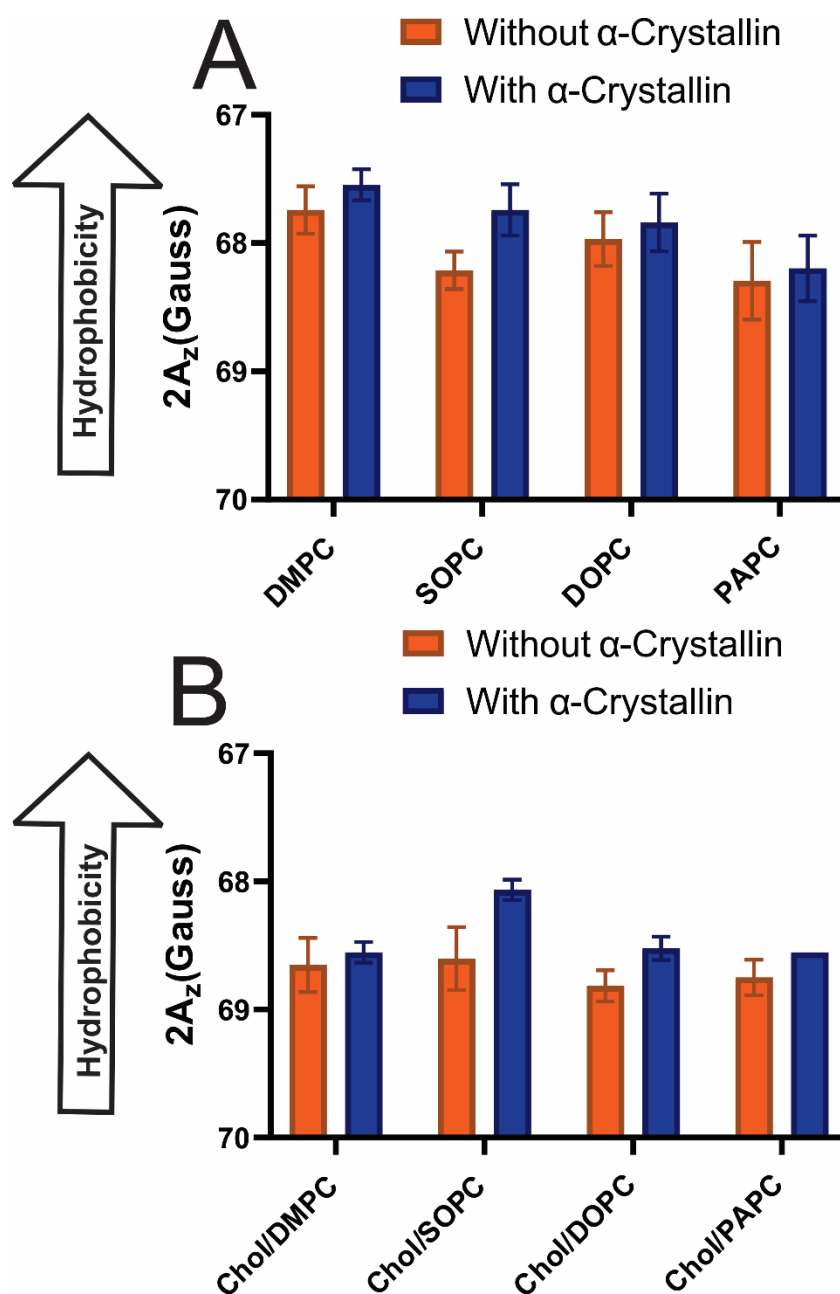 A
Without α-Crystallin
With α-Crystallin
Hydrophobicity
2Az(Gauss)
67
68
69
70
DMPC
SOPC
DOPC
PAPC
B
Without α-Crystallin
With α-Crystallin
Hydrophobicity
2Az(Gauss)
67
68
69
70
Chol/DMPC
Chol/SOPC
Chol/DOPC
Chol/PAPC